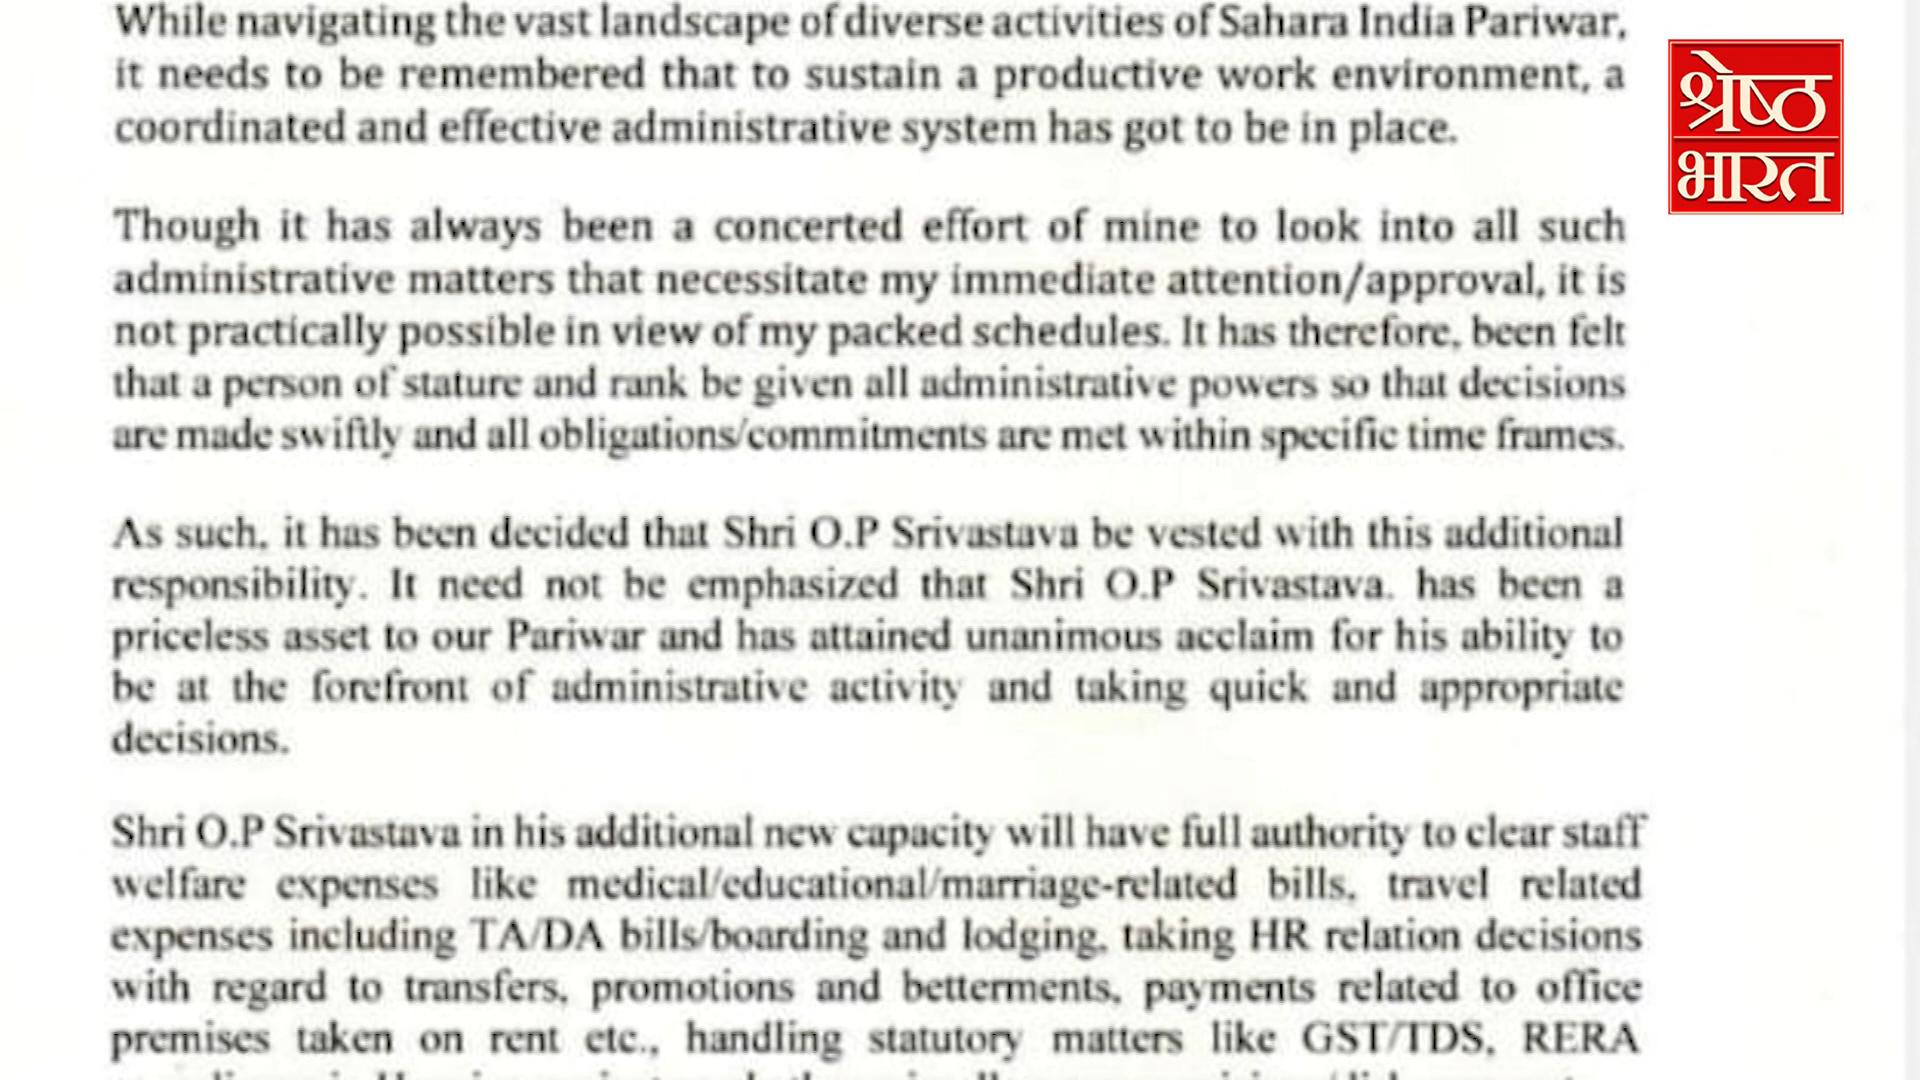 While navigating the vast landscape of diverse activities of Sahara India Pariwar,
it needs to be remembered that to sustain a productive work environment, a
coordinated and effective administrative system has got to be in place.
Though it has always been a concerted effort of mine to look into all such
administrative matters that necessitate my immediate attention/approval, it is
not practically possible in view of my packed schedules. It has therefore, been felt
that a person of stature and rank be given all administrative powers so that decisions
are made swiftly and all obligations/commitments are met within specific time frames.
As such, it has been decided that Shri O.P Srivastava be vested with this additional
responsibility. It need not be emphasized that Shri O.P Srivastava. has been a
priceless asset to our Pariwar and has attained unanimous acclaim for his ability to
be at the forefront of administrative activity and taking quick and appropriate
decisions.
Shri O.P Srivastava in his additional new capacity will have full authority to clear staff
welfare expenses like medical/educational/marriage-related bills, travel related
expenses including TA/DA bills/boarding and lodging, taking HR relation decisions
with regard to transfers, promotions and betterments, payments related to office
premises taken on rent etc., handling statutory matters like GST/TDS, RERA
श्रेष्ठ
भारत